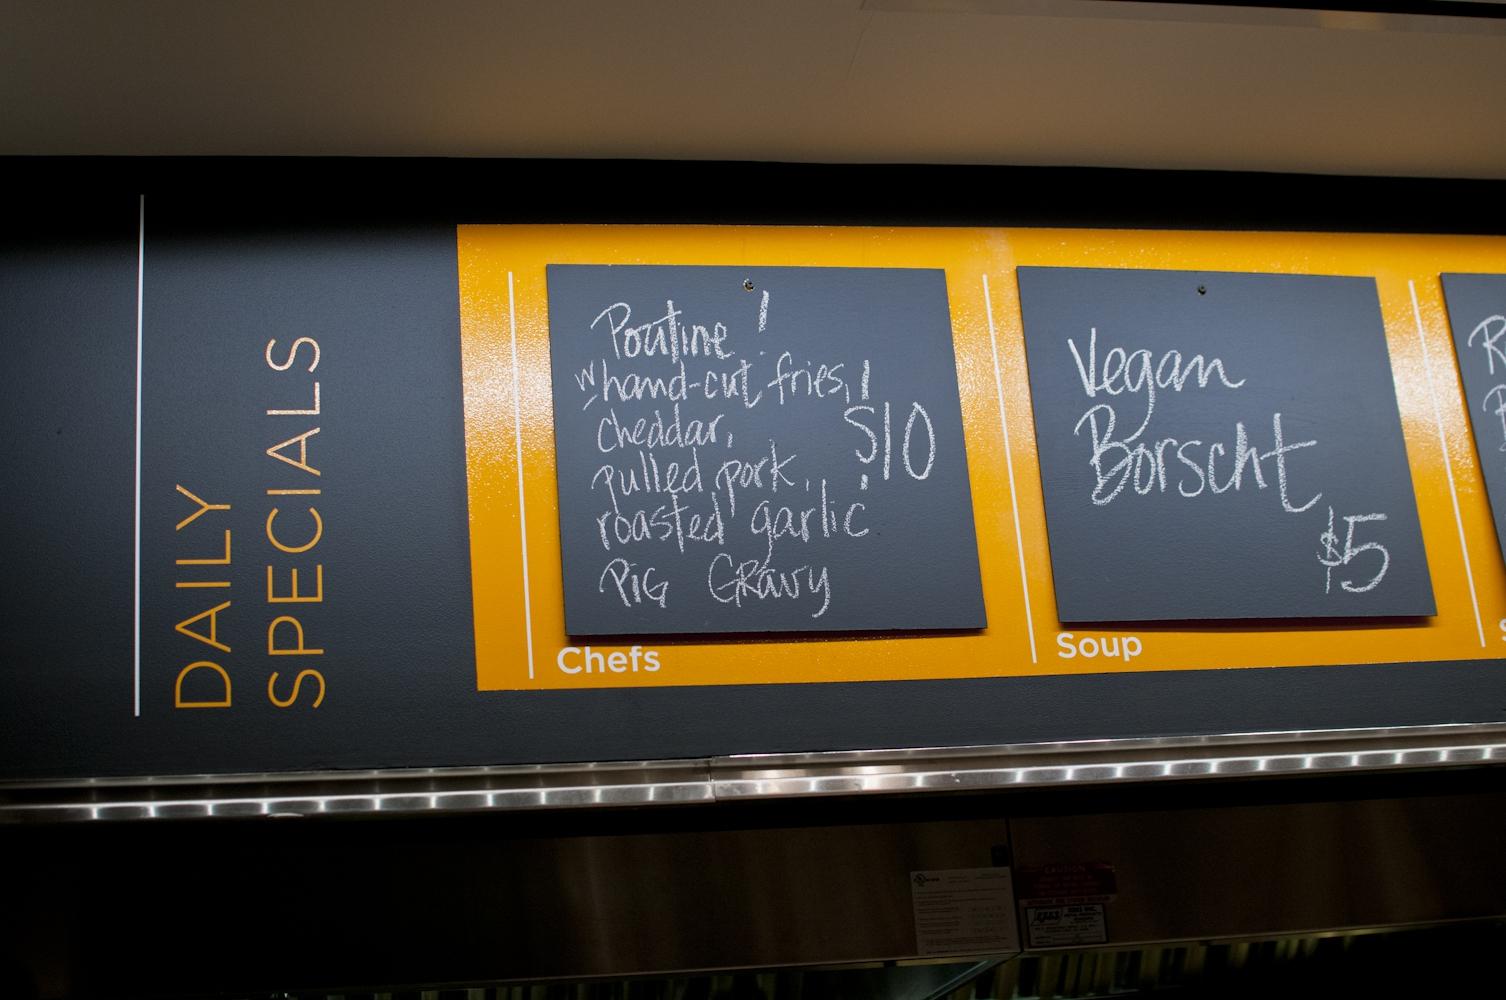 DAILY
SPECIALS
Poutine!
w/ hand-cut fries,
cheddar,
pulled pork,
roasted garlic
Pig Gravy
$10
Chefs
Vegan
Borscht
$5
Soup
CAUTION